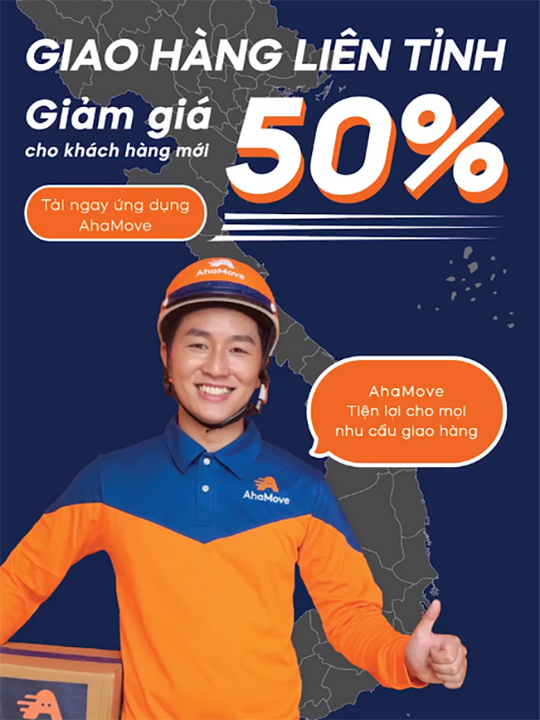 GIAO HÀNG LIÊN TỈNH
Giảm giá
cho khách hàng mới
50%
Tải ngay ứng dụng
AhaMove
AhaMove
AhaMove
Tiện lợi cho mọi
nhu cầu giao hàng
AhaMove